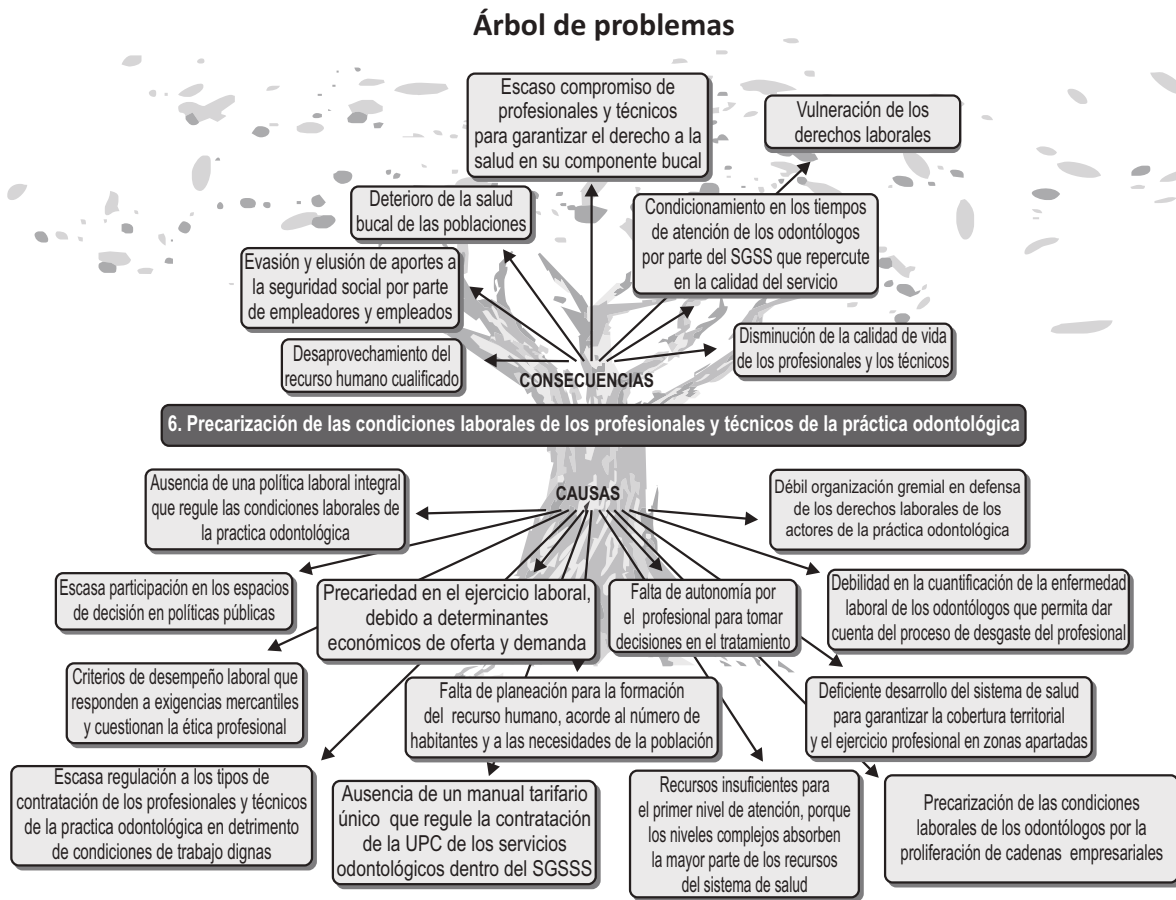 Árbol de problemas
Escaso compromiso de
profesionales y técnicos
para garantizar el derecho a la
salud en su componente bucal
Vulneración de los
derechos laborales
Deterioro de la salud
bucal de las poblaciones
Condicionamiento en los tiempos
de atención de los odontólogos
por parte del SGSS que repercute
en la calidad del servicio
Evasión y elusión de aportes a
la seguridad social por parte
de empleadores y empleados
Disminución de la calidad de vida
de los profesionales y los técnicos
Desaprovechamiento del
recurso humano cualificado
CONSECUENCIAS
6. Precarización de las condiciones laborales de los profesionales y técnicos de la práctica odontológica
CAUSAS
Ausencia de una política laboral integral
que regule las condiciones laborales de
la practica odontológica
Débil organización gremial en defensa
de los derechos laborales de los
actores de la práctica odontológica
Escasa participación en los espacios
de decisión en políticas públicas
Precariedad en el ejercicio laboral,
debido a determinantes
económicos de oferta y demanda
Falta de autonomía por
el profesional para tomar
decisiones en el tratamiento
Debilidad en la cuantificación de la enfermedad
laboral de los odontólogos que permita dar
cuenta del proceso de desgaste del profesional
Criterios de desempeño laboral que
responden a exigencias mercantiles
y cuestionan la ética profesional
Falta de planeación para la formación
del recurso humano, acorde al número de
habitantes y a las necesidades de la población
Deficiente desarrollo del sistema de salud
para garantizar la cobertura territorial
y el ejercicio profesional en zonas apartadas
Escasa regulación a los tipos de
contratación de los profesionales y técnicos
de la practica odontológica en detrimento
de condiciones de trabajo dignas
Ausencia de un manual tarifario
único que regule la contratación
de la UPC de los servicios
odontológicos dentro del SGSSS
Recursos insuficientes para
el primer nivel de atención, porque
los niveles complejos absorben
la mayor parte de los recursos
del sistema de salud
Precarización de las condiciones
laborales de los odontólogos por la
proliferación de cadenas empresariales